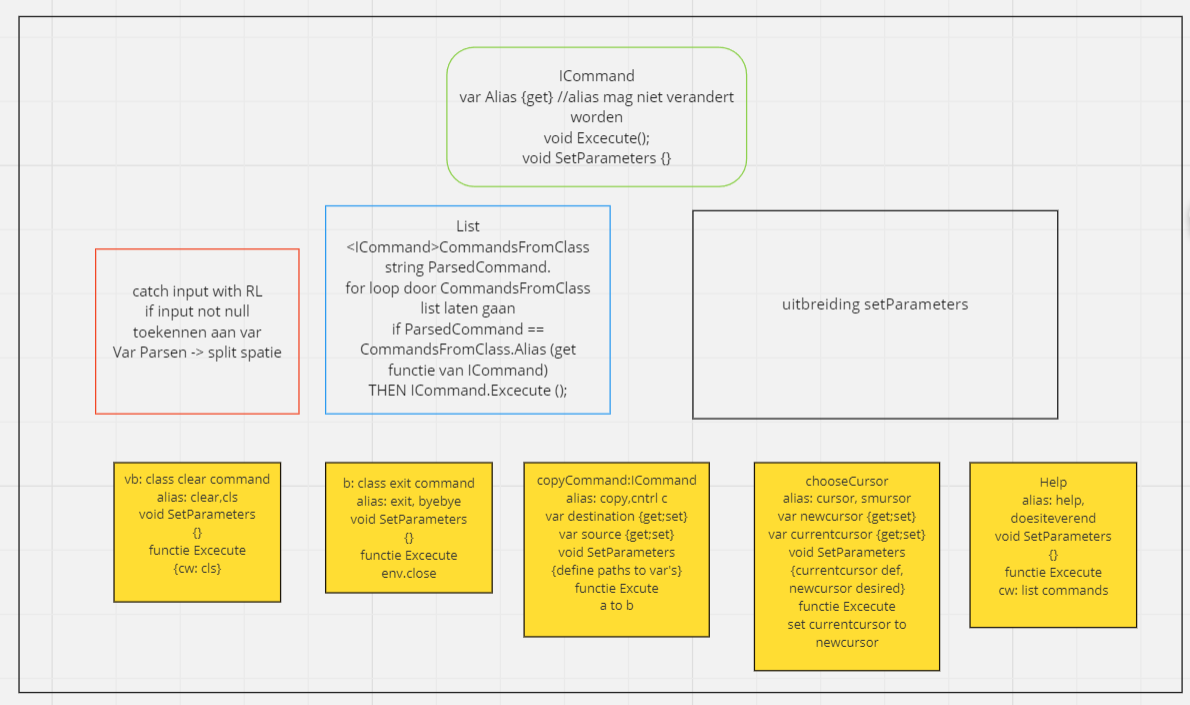 ICommand
var Alias {get} //alias mag niet verandert
worden
void Excecute();
void SetParameters {}
catch input with RL
if input not null
toekennen aan var
Var Parsen -> split spatie
List
<ICommand>CommandsFromClass
string ParsedCommand.
for loop door CommandsFromClass
list laten gaan
if ParsedCommand ==
CommandsFromClass.Alias (get
functie van ICommand)
THEN ICommand.Excecute ();
uitbreiding setParameters
vb: class clear command
alias: clear,cls
void SetParameters
{}
functie Excecute
{cw: cls}
b: class exit command
alias: exit, byebye
void SetParameters
{}
functie Excecute
env.close
copyCommand:ICommand
alias: copy,cntrl c
var destination {get;set}
var source {get;set}
void SetParameters
{define paths to var's}
functie Excute
a to b
chooseCursor
alias: cursor, smursor
var newcursor {get;set}
var currentcursor {get;set}
void SetParameters
{currentcursor def,
newcursor desired}
functie Excecute
set currentcursor to
newcursor
Help
alias: help,
doesiteverend
void SetParameters
{}
functie Excecute
cw: list commands